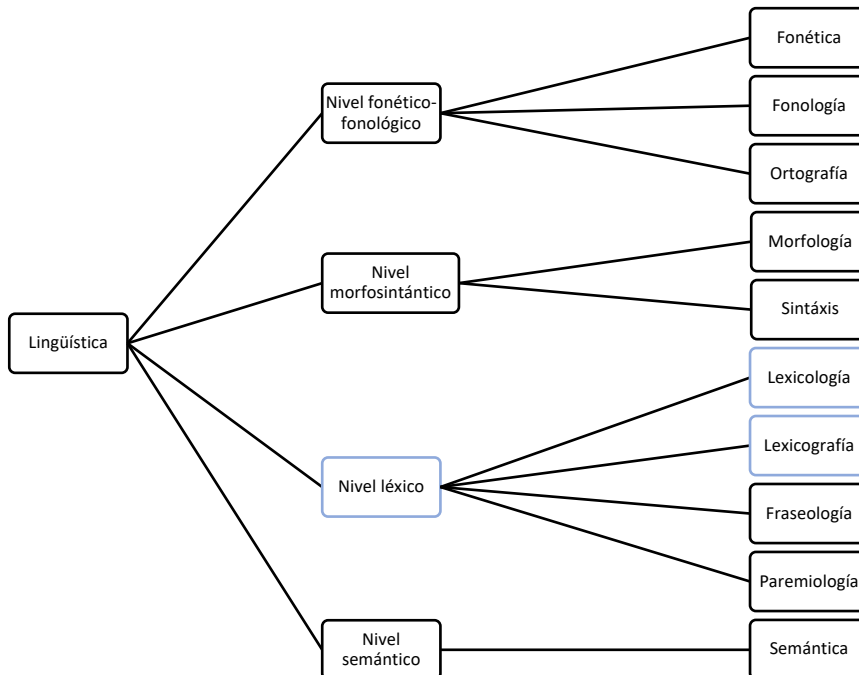 Fonética
Nivel fonético-
fonológico
Fonología
Ortografía
Morfología
Nivel
morfosintántico
Sintáxis
Lingüística
Lexicología
Lexicografía
Nivel léxico
Fraseología
Paremiología
Nivel
semántico
Semántica